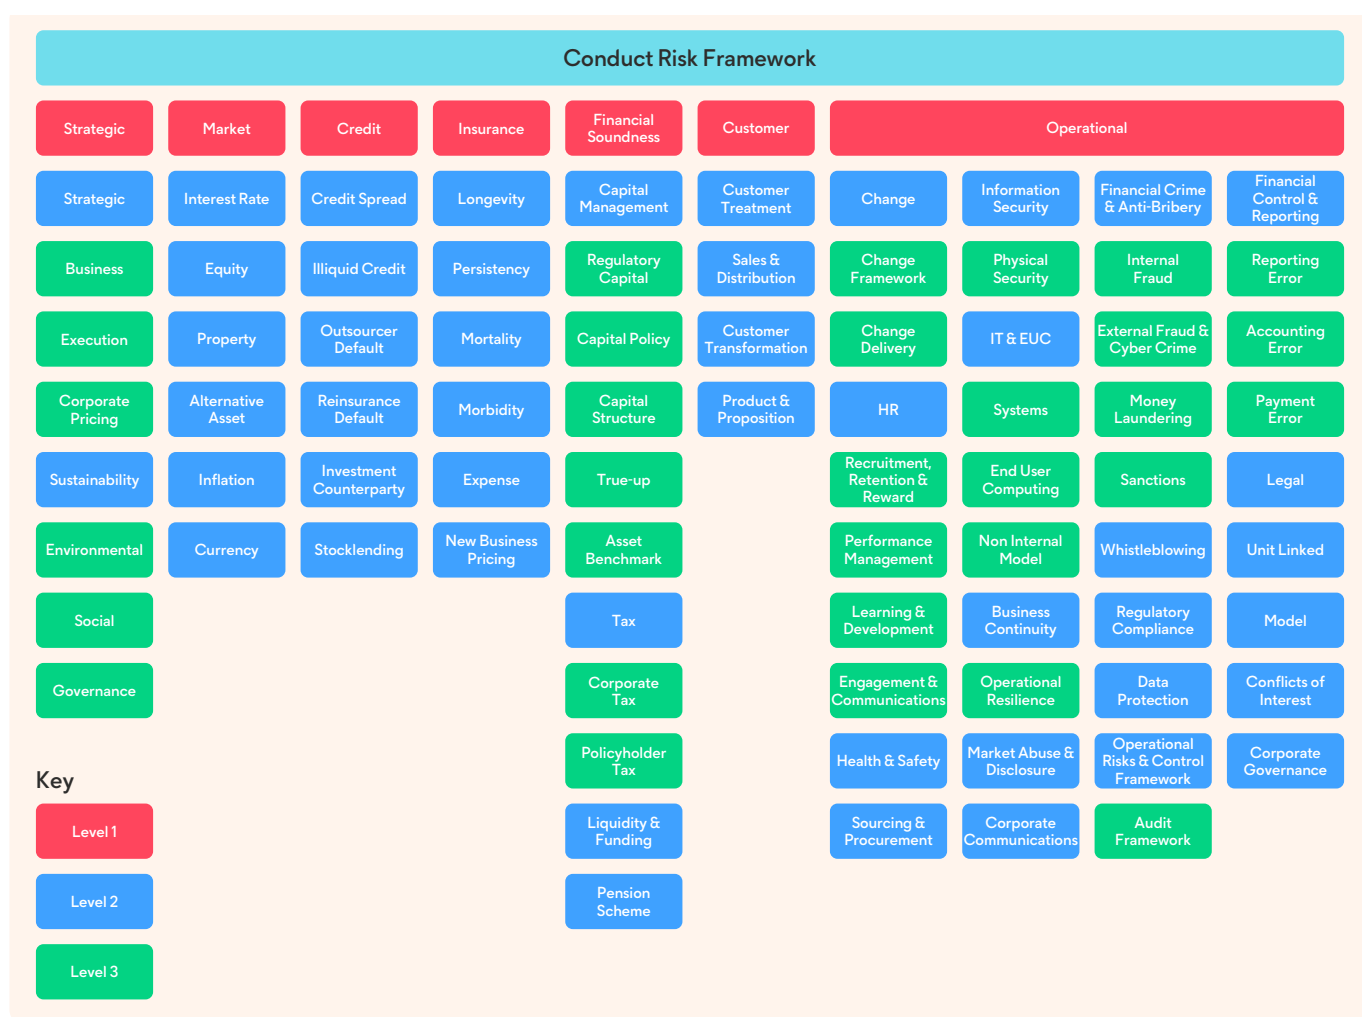 Conduct Risk Framework
Strategic
Market
Credit
Insurance
Financial
Soundness
Customer
Operational
Strategic
Interest Rate
Credit Spread
Longevity
Capital
Management
Customer
Treatment
Change
Information
Security
Financial Crime
& Anti-Bribery
Financial
Control &
Reporting
Business
Equity
Illiquid Credit
Persistency
Regulatory
Capital
Sales &
Distribution
Change
Framework
Physical
Security
Internal
Fraud
Reporting
Error
Execution
Property
Outsourcer
Default
Mortality
Capital Policy
Customer
Transformation
Change
Delivery
IT & EUC
External Fraud &
Cyber Crime
Accounting
Error
Corporate
Pricing
Alternative
Asset
Reinsurance
Default
Morbidity
Capital
Structure
Product &
Proposition
HR
Systems
Money
Laundering
Payment
Error
Sustainability
Inflation
Investment
Counterparty
Expense
True-up
Recruitment,
Retention &
Reward
End User
Computing
Sanctions
Legal
Environmental
Currency
Stocklending
New Business
Pricing
Asset
Benchmark
Performance
Management
Non Internal
Model
Whistleblowing
Unit Linked
Social
Tax
Learning &
Development
Business
Continuity
Regulatory
Compliance
Model
Governance
Corporate
Tax
Engagement &
Communications
Operational
Resilience
Data
Protection
Conflicts of
Interest
Policyholder
Tax
Health & Safety
Market Abuse &
Disclosure
Operational
Risks & Control
Framework
Corporate
Governance
Key
Level 1
Liquidity &
Funding
Sourcing &
Procurement
Corporate
Communications
Audit
Framework
Level 2
Pension
Scheme
Level 3